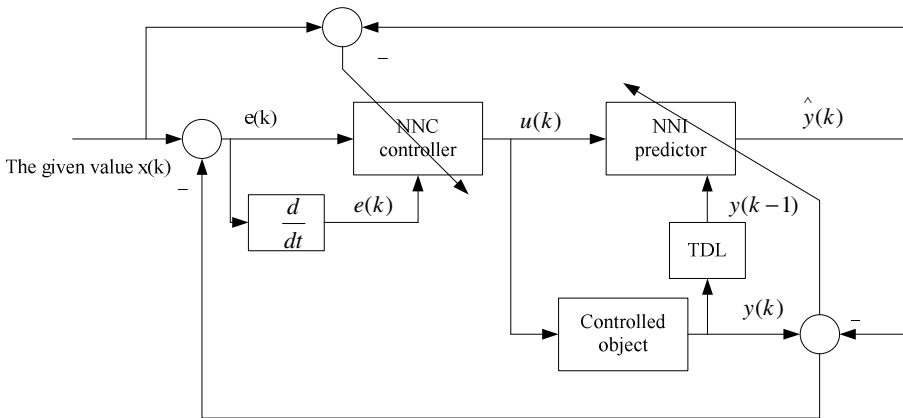 –
e(k)
NNC
controller
u(k)
NNI
predictor
^
y(k)
The given value x(k)
–
d
dt
e(k)
y(k−1)
TDL
Controlled
object
y(k)
–